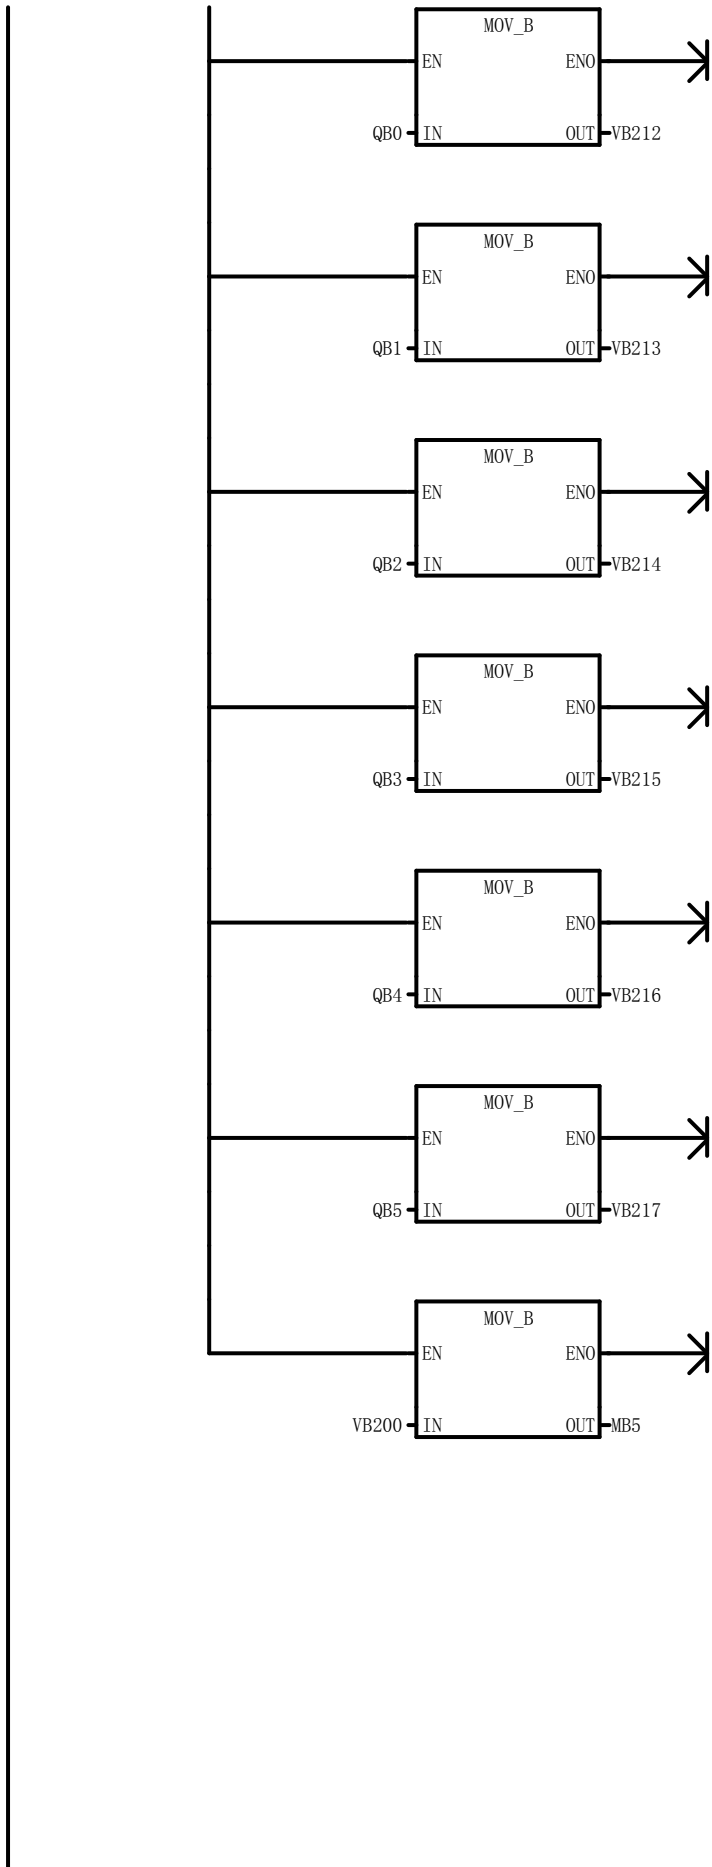 MOV_B
EN ENO
QB0 IN OUT VB212
MOV_B
EN ENO
QB1 IN OUT VB213
MOV_B
EN ENO
QB2 IN OUT VB214
MOV_B
EN ENO
QB3 IN OUT VB215
MOV_B
EN ENO
QB4 IN OUT VB216
MOV_B
EN ENO
QB5 IN OUT VB217
MOV_B
EN ENO
VB200 IN OUT MB5